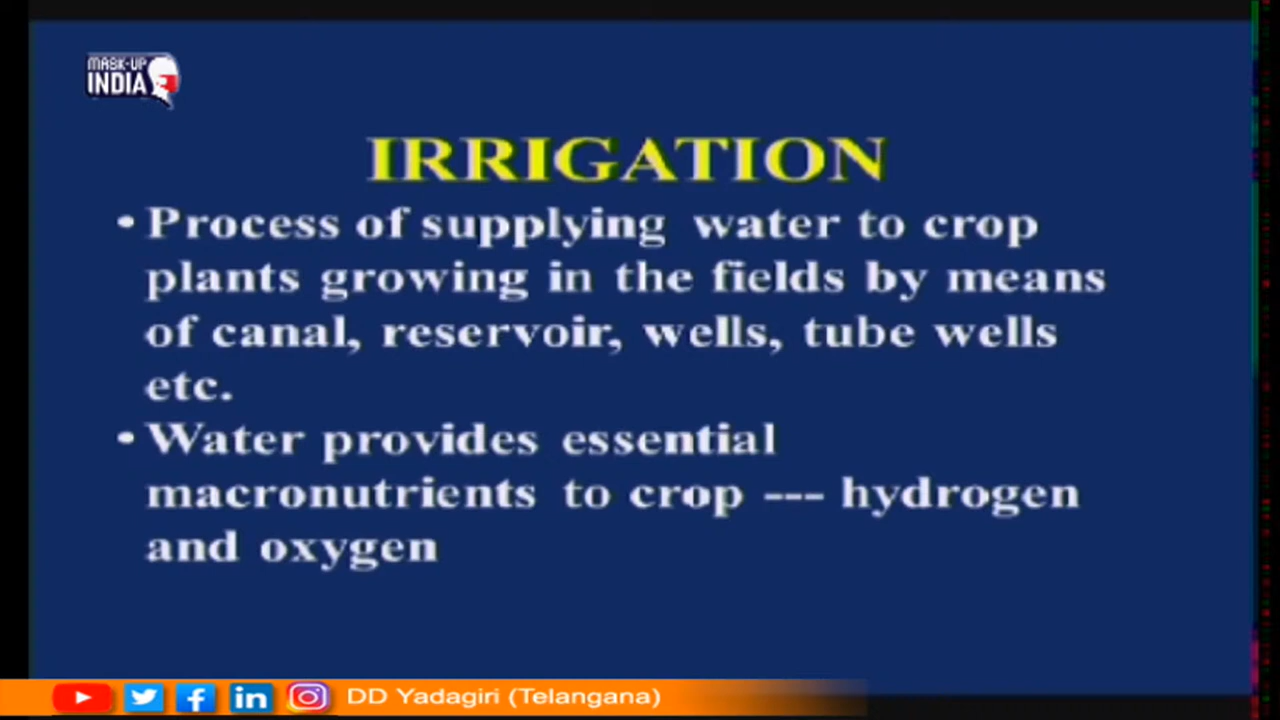 MASK-UP
INDIA
IRRIGATION
• Process of supplying water to crop
plants growing in the fields by means
of canal, reservoir, wells, tube wells
etc.
• Water provides essential
macronutrients to crop --- hydrogen
and oxygen
DD Yadagiri (Telangana)